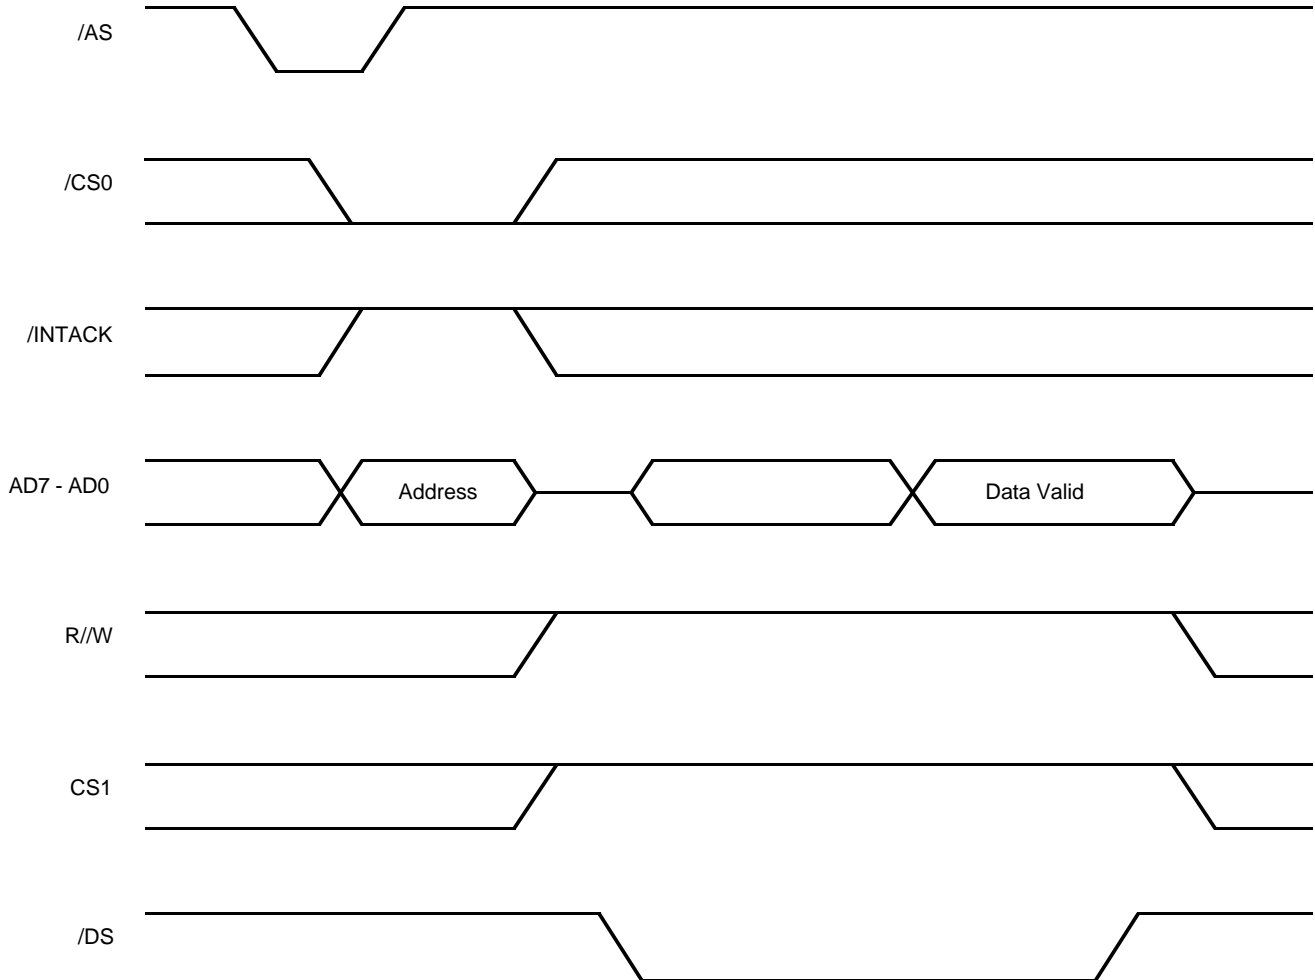 /AS
/CS0
/INTACK
AD7 - AD0
Address
Data Valid
R//W
CS1
/DS